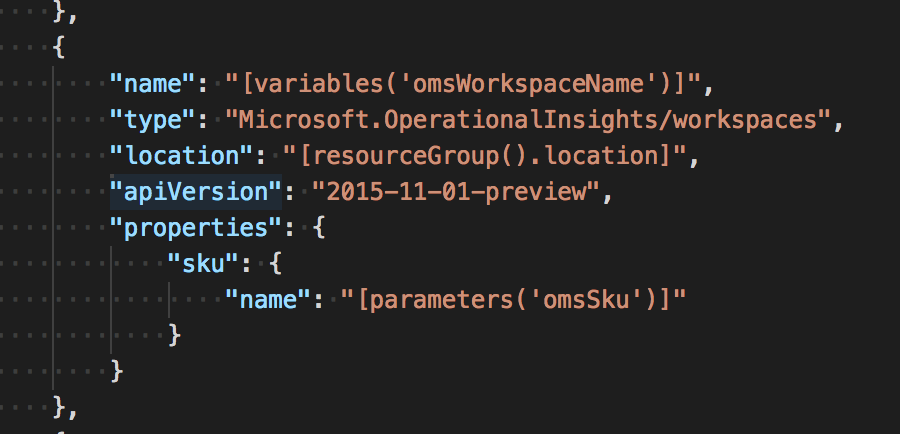 },
{
"name": "[variables('omsWorkspaceName')]",
"type": "Microsoft.OperationalInsights/workspaces",
"location": "[resourceGroup().location]",
"apiVersion": "2015-11-01-preview",
"properties": {
"sku": {
"name": "[parameters('omsSku')]"
}
}
},